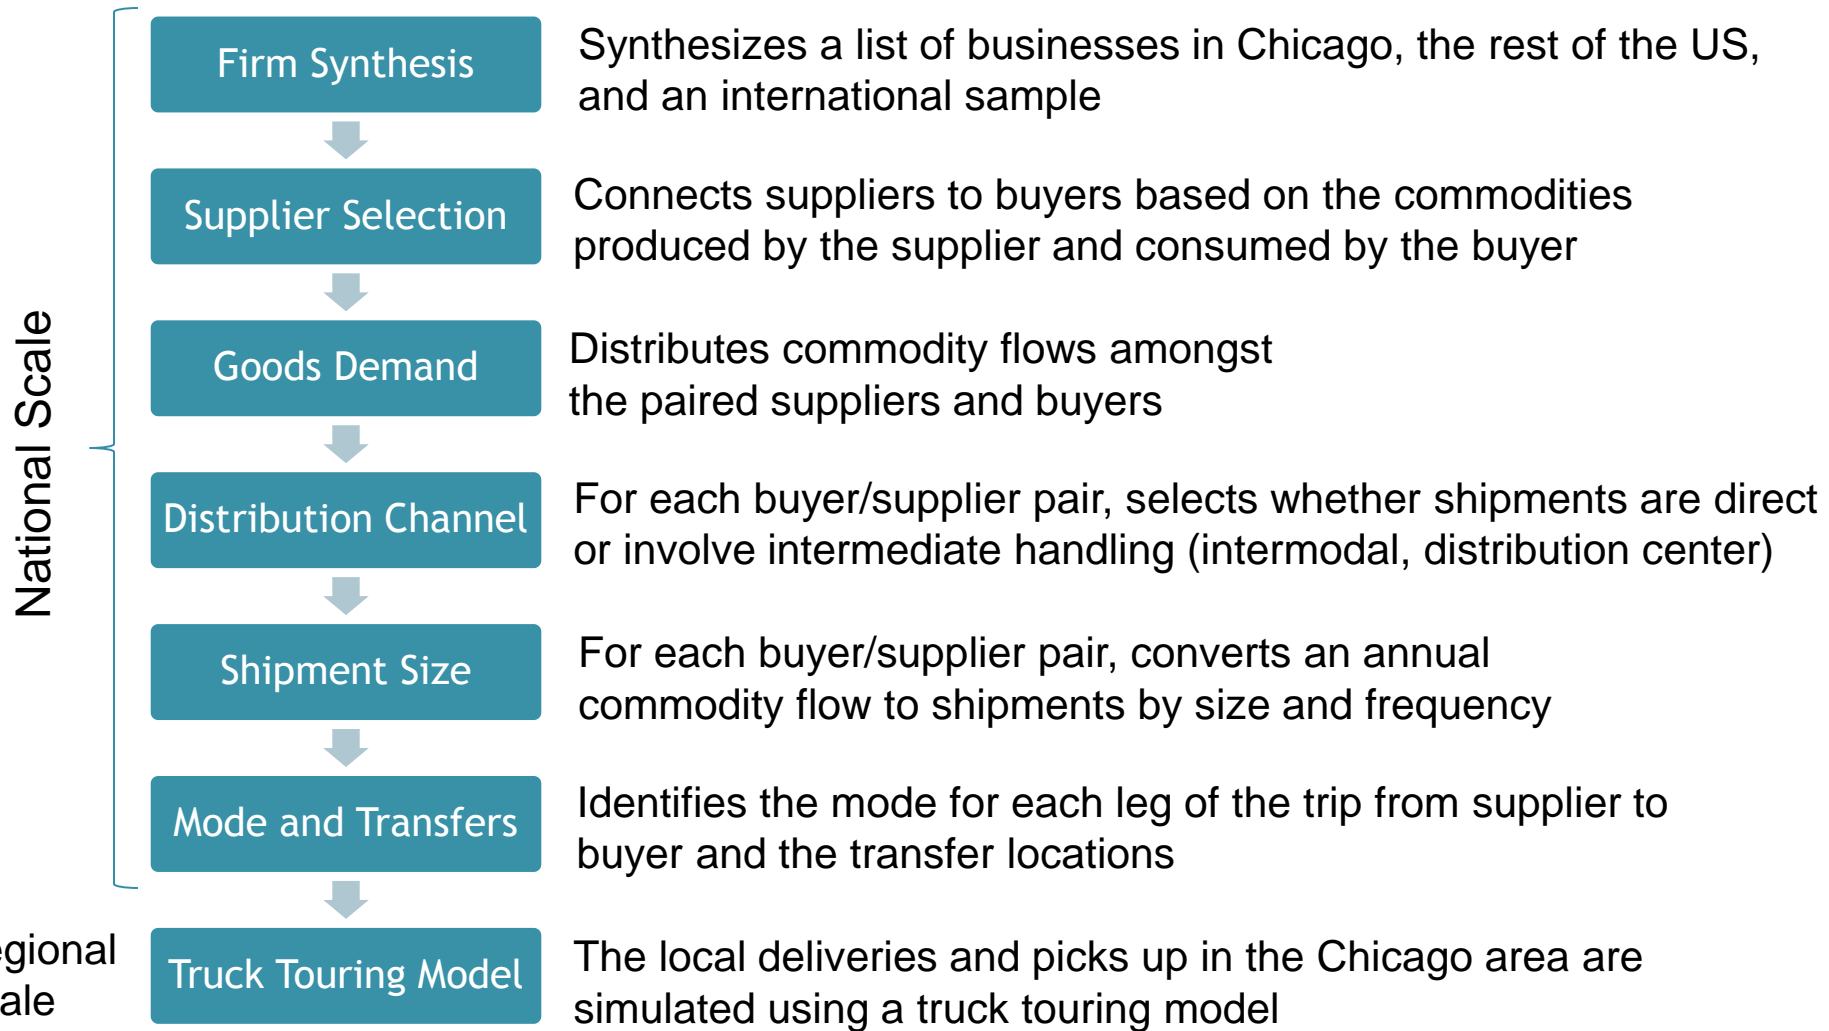 Firm Synthesis
Synthesizes a list of businesses in Chicago, the rest of the US,
and an international sample
Supplier Selection
Connects suppliers to buyers based on the commodities
produced by the supplier and consumed by the buyer
National Scale
Goods Demand
Distributes commodity flows amongst
the paired suppliers and buyers
Distribution Channel
For each buyer/supplier pair, selects whether shipments are direct
or involve intermediate handling (intermodal, distribution center)
Shipment Size
For each buyer/supplier pair, converts an annual
commodity flow to shipments by size and frequency
Mode and Transfers
Identifies the mode for each leg of the trip from supplier to
buyer and the transfer locations
egional
ale
Truck Touring Model
The local deliveries and picks up in the Chicago area are
simulated using a truck touring model